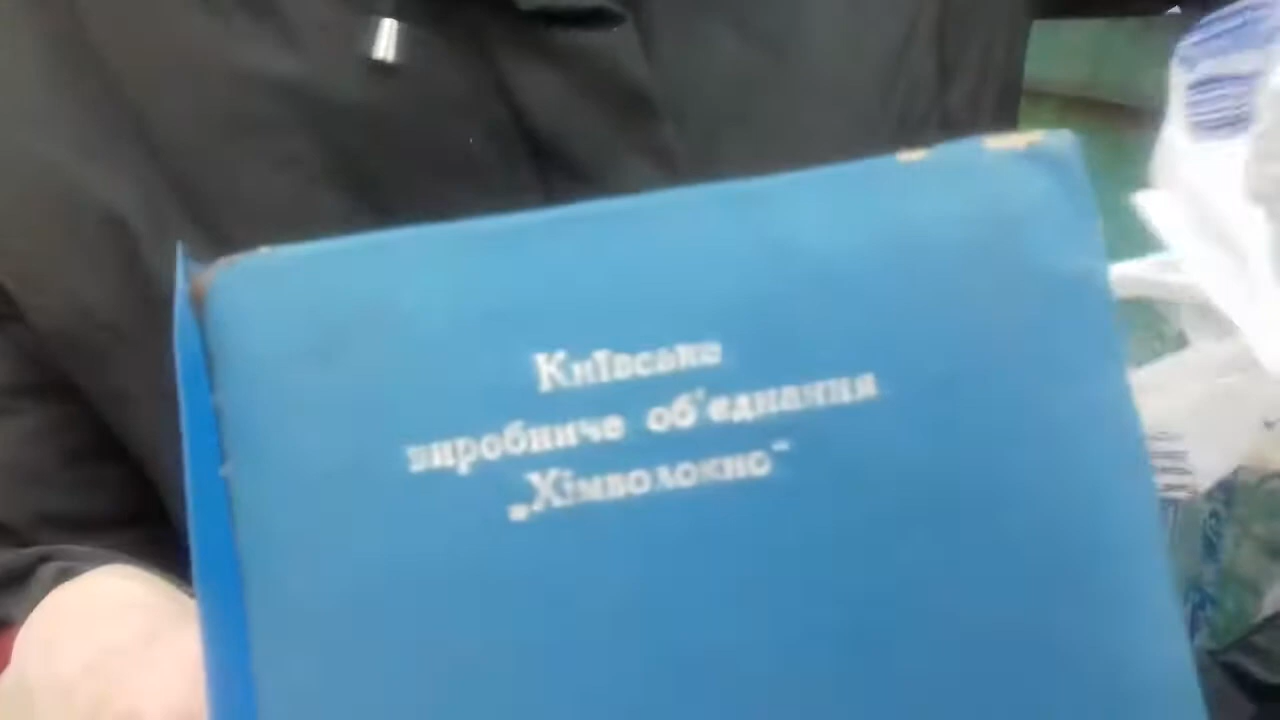 Київське
виробниче об'єднання
„Хімволокно"